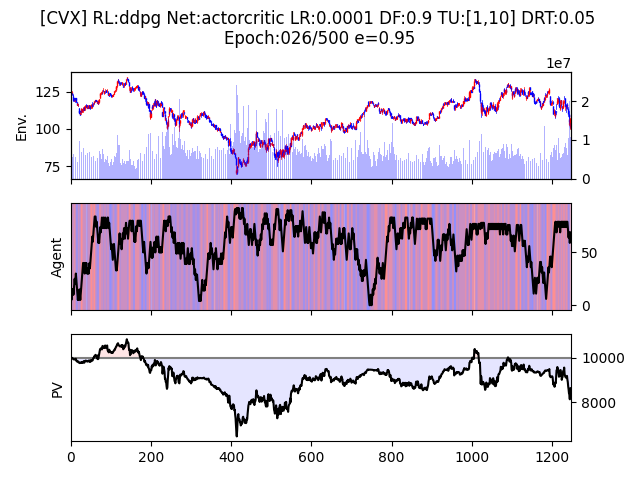 [CVX] RL:ddpg Net:actorcritic LR:0.0001 DF:0.9 TU:[1,10] DRT:0.05
Epoch:026/500 e=0.95
1e7
125
100
75
Env.
2
1
0
Agent
50
0
PV
10000
8000
0 200 400 600 800 1000 1200